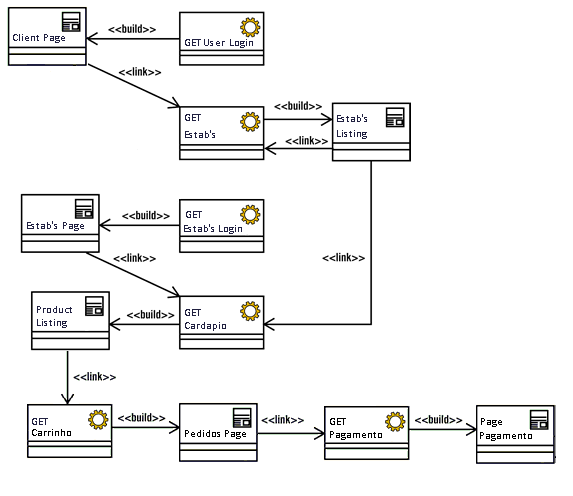 <<build>>
Client Page
GET User Login
<<link>>
GET
Estab's
<<build>>
Estab's
Listing
<<link>>
Estab's Page
<<build>>
GET
Estab's Login
<<link>>
<<link>>
Product
Listing
<<build>>
GET
Cardapio
<<link>>
GET
Carrinho
<<build>>
Pedidos Page
<<link>>
GET
Pagamento
<<build>>
Page
Pagamento